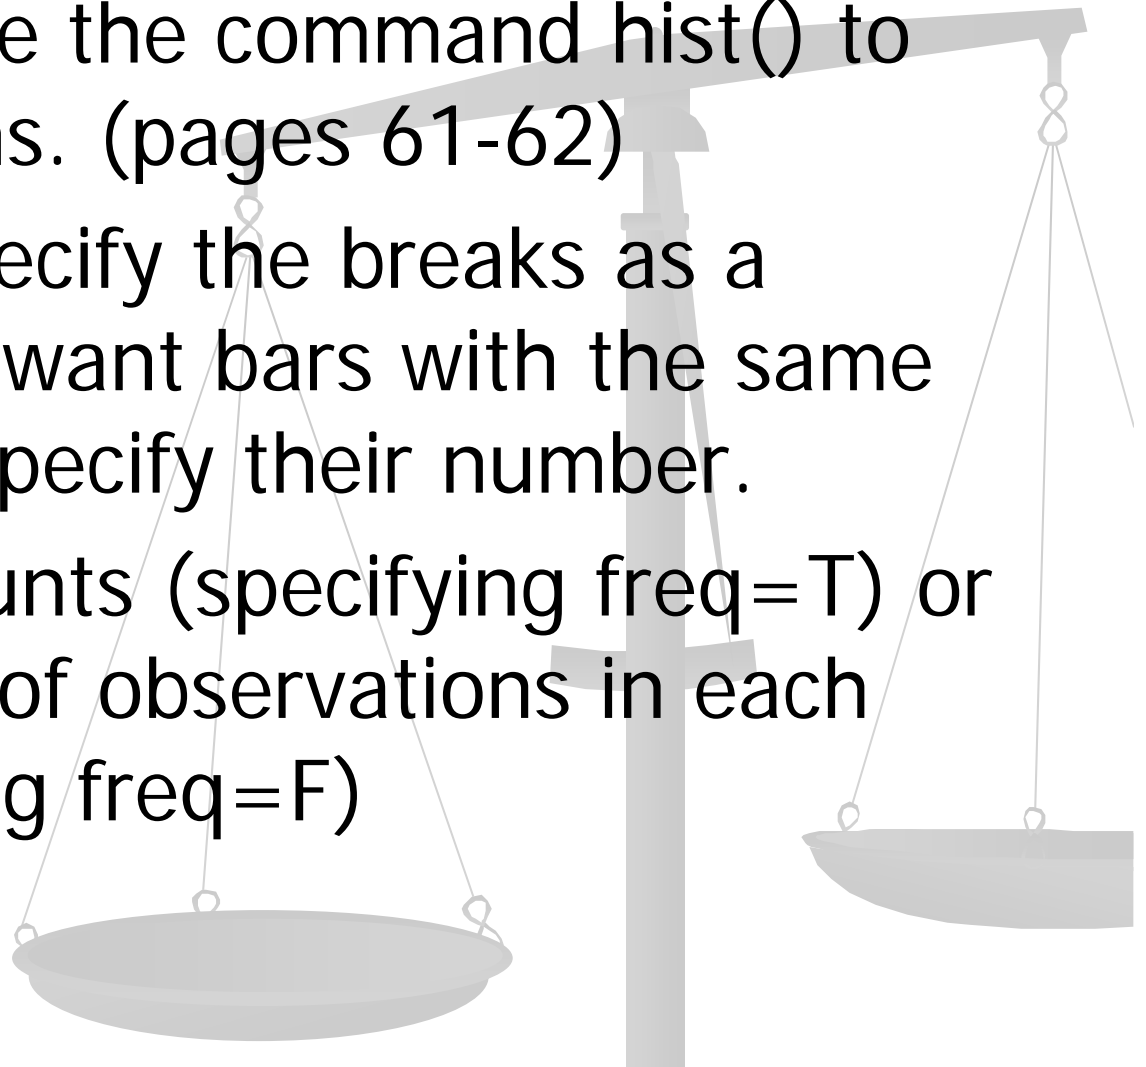 e the command hist() to
ns. (pages 61-62)
ecify the breaks as a
want bars with the same
pecify their number.
unts (specifying freq=T) or
of observations in each
g freq=F)